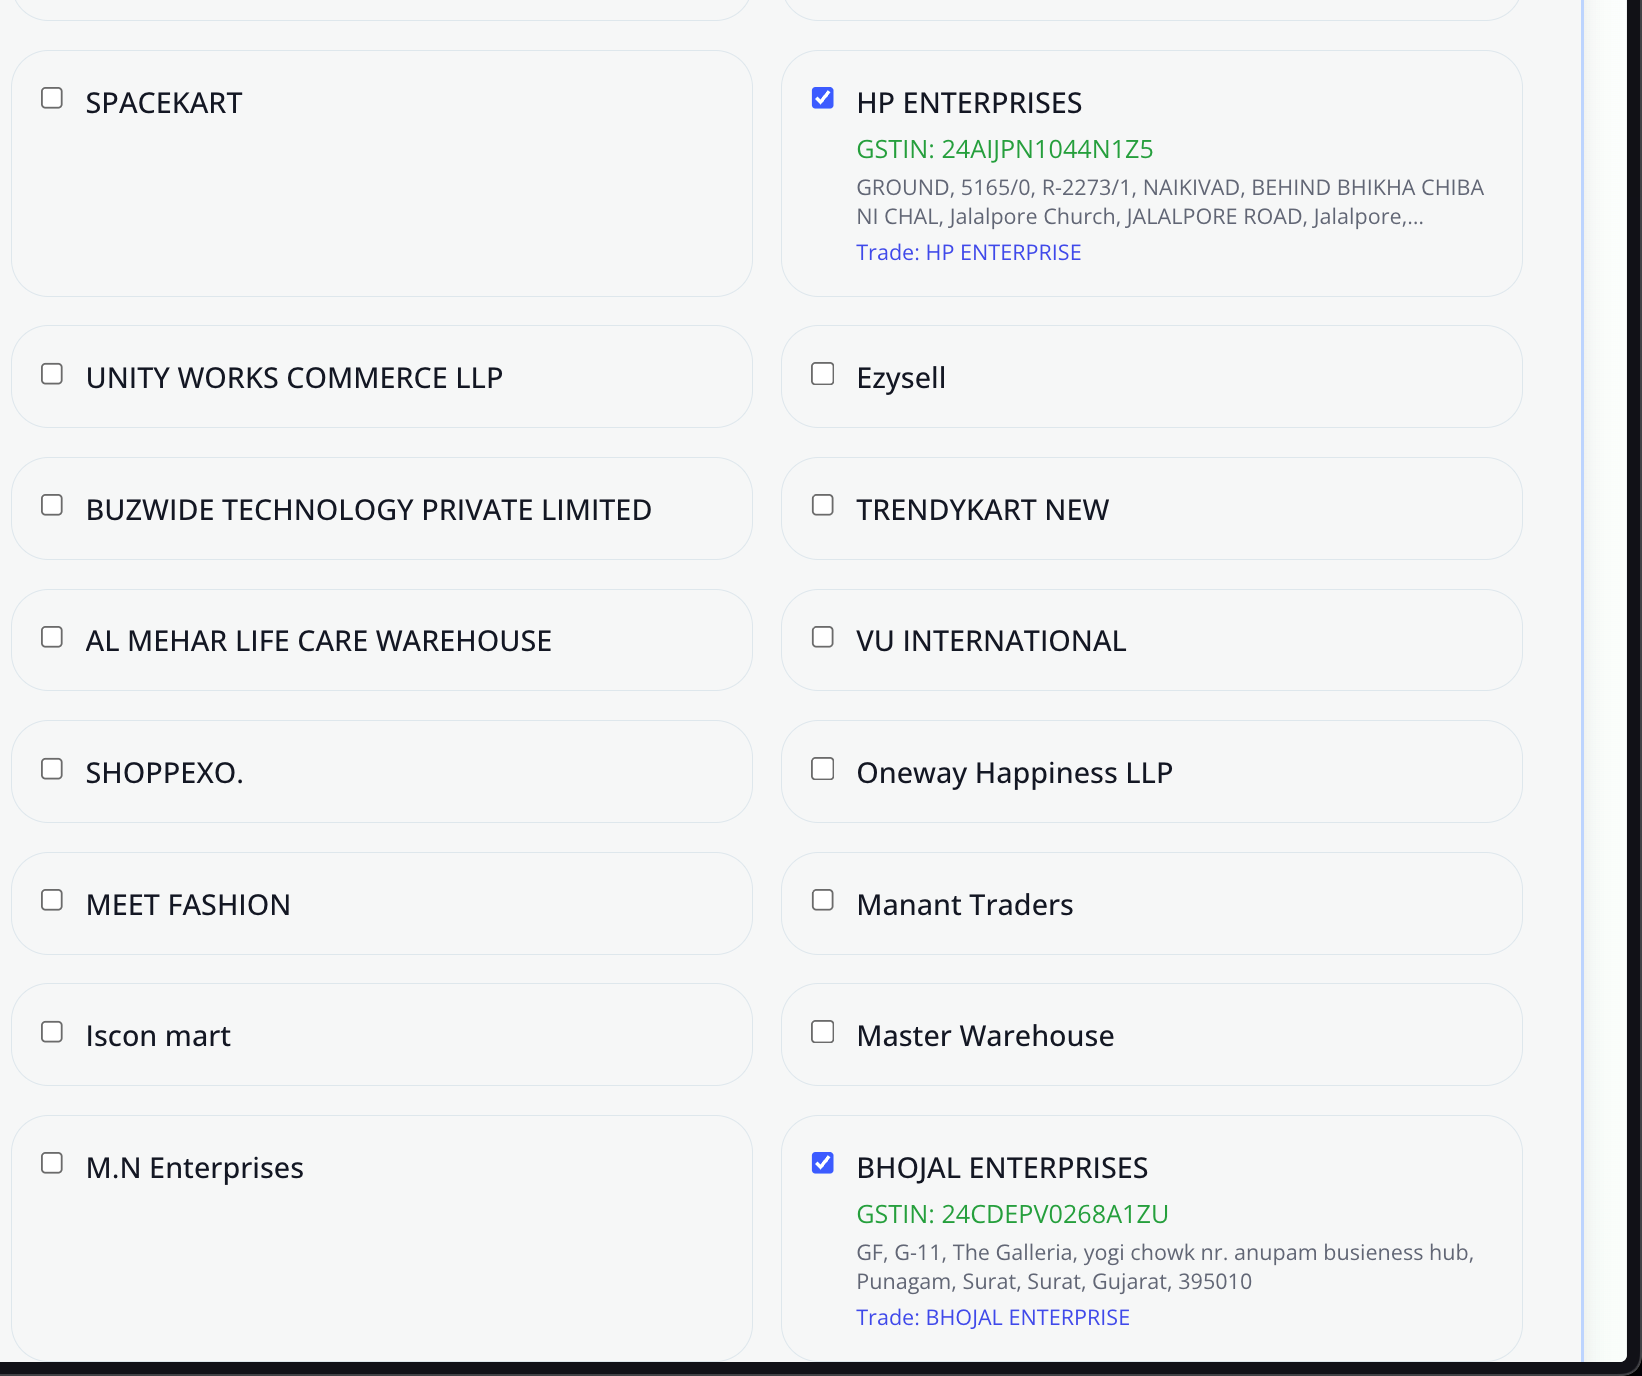 SPACEKART
HP ENTERPRISES
GSTIN: 24AIJPN1044N1Z5
GROUND, 5165/0, R-2273/1, NAIKIVAD, BEHIND BHIKHA CHIBA
NI CHAL, Jalalpore Church, JALALPORE ROAD, Jalalpore,...
Trade: HP ENTERPRISE
UNITY WORKS COMMERCE LLP
Ezysell
BUZWIDE TECHNOLOGY PRIVATE LIMITED
TRENDYKART NEW
AL MEHAR LIFE CARE WAREHOUSE
VU INTERNATIONAL
SHOPPEXO.
Oneway Happiness LLP
MEET FASHION
Manant Traders
Iscon mart
Master Warehouse
M.N Enterprises
BHOJAL ENTERPRISES
GSTIN: 24CDEPV0268A1ZU
GF, G-11, The Galleria, yogi chowk nr. anupam busieness hub,
Punagam, Surat, Surat, Gujarat, 395010
Trade: BHOJAL ENTERPRISE